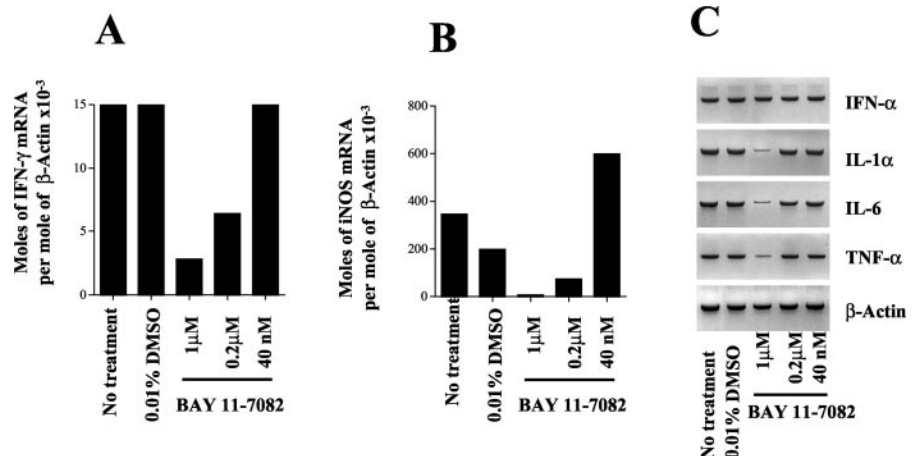 A
Moles of IFN-γ mRNA
per mole of β-Actin x10-3
15
10
5
0
No treatment
0.01% DMSO
1μM
0.2μM
40 nM
BAY 11-7082
B
Moles of iNOS mRNA
per mole of β-Actin x10-3
800
600
400
200
0
No treatment
0.01% DMSO
1μM
0.2μM
40 nM
BAY 11-7082
C
IFN-α
IL-1α
IL-6
TNF-α
β-Actin
No treatment
0.01% DMSO
1μM
0.2μM
40 nM
BAY 11-7082